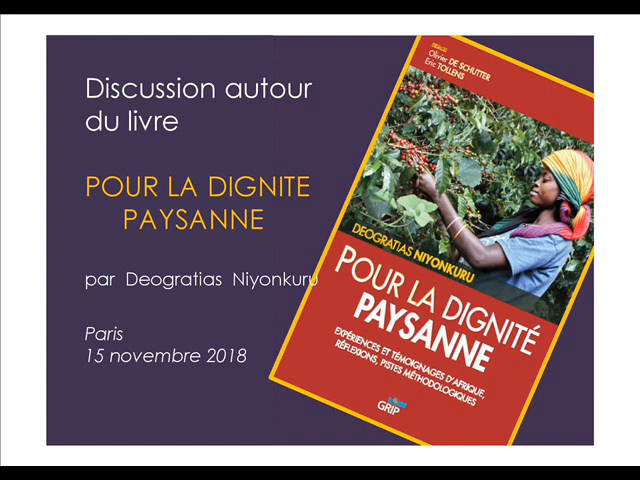 Discussion autour
du livre
POUR LA DIGNITE
PAYSANNE
par Deogratias Niyonkuru
Paris
15 novembre 2018
Olivier DE SCHUTTER
Eric TOLLENS
DEOGRATIAS NIYONKURU
POUR LA DIGNITÉ
PAYSANNE
EXPÉRIENCES ET TÉMOIGNAGES D'AFRIQUE,
RÉFLEXIONS, PISTES MÉTHODOLOGIQUES
GRIP